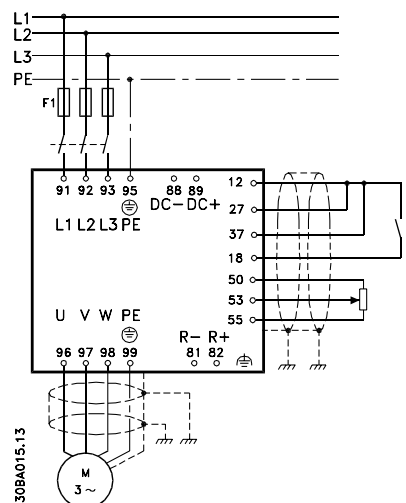 L1
L2
L3
PE
F1
91 92 93 95 88 89
DC- DC+
L1 L2 L3 PE
12
27
37
18
50
53
55
U V W PE
R- R+
96 97 98 99 81 82
M
3~
30BA015.13